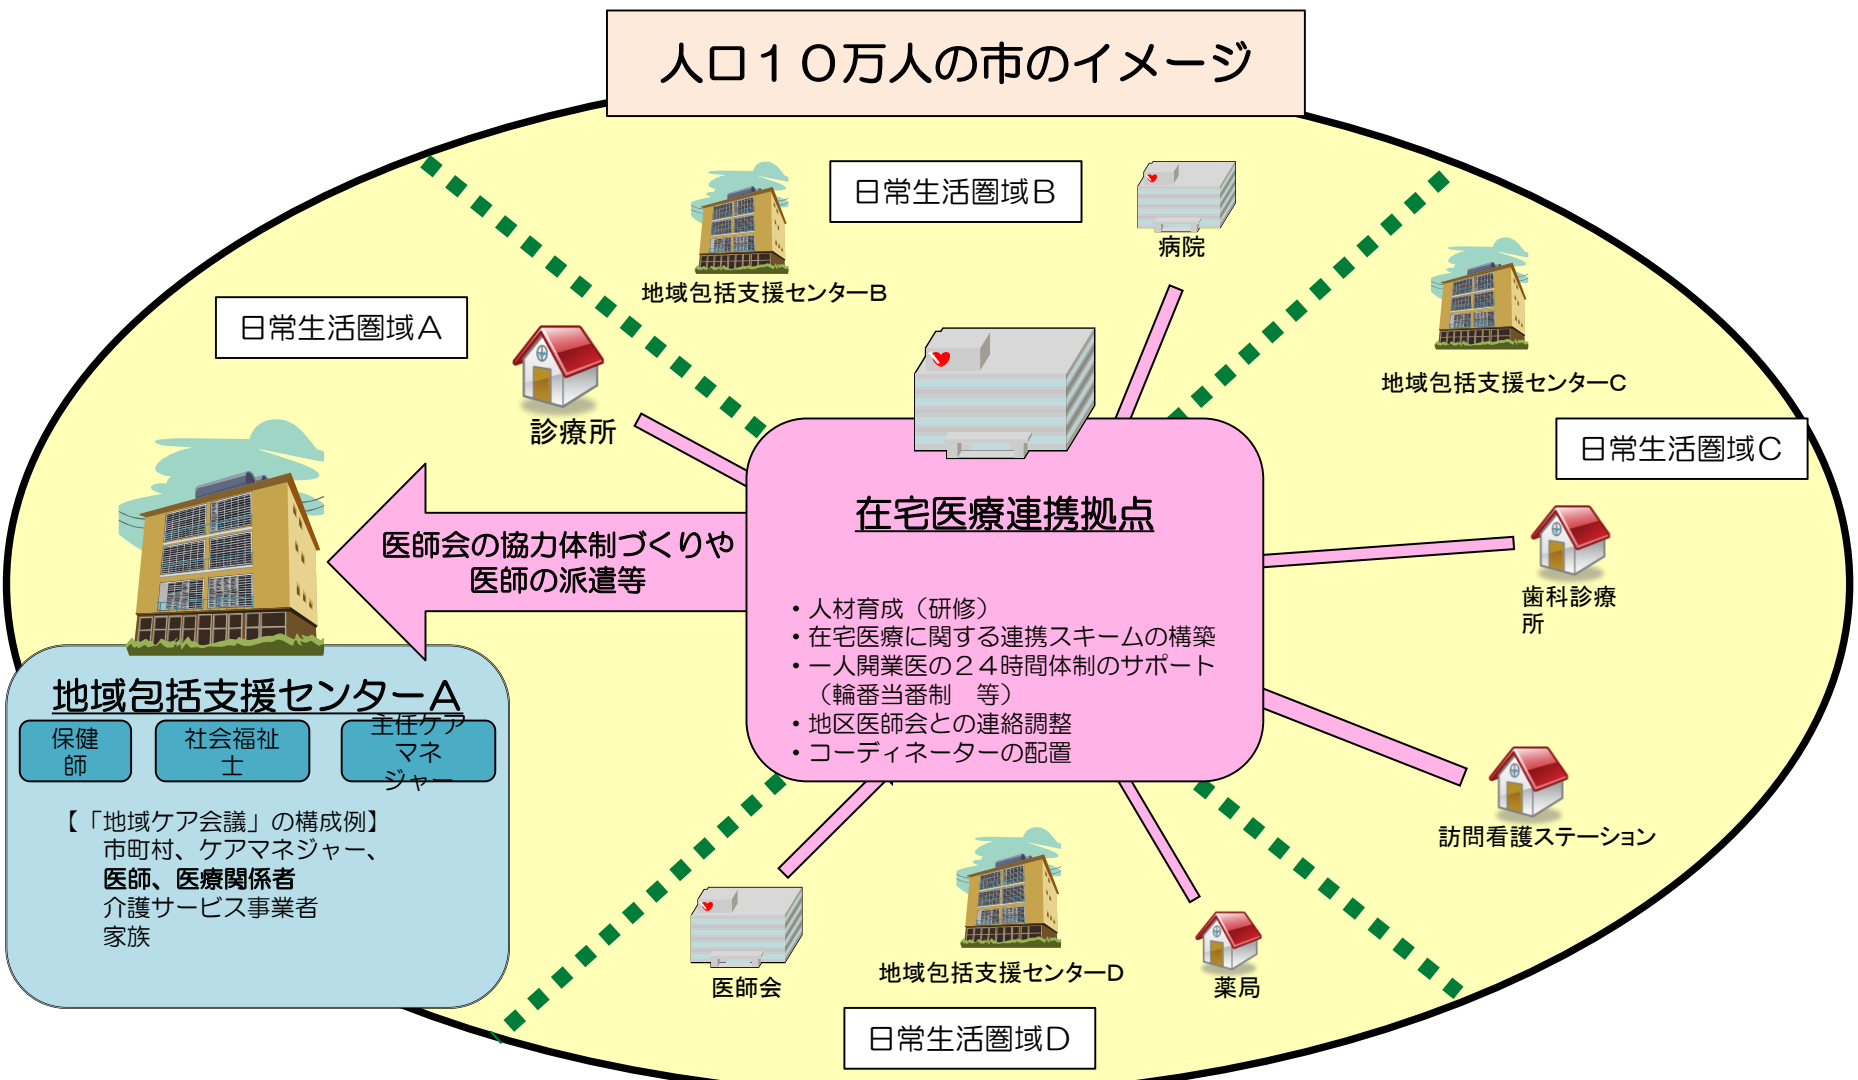 人口１０万人の市のイメージ
日常生活圏域Ｂ
病院
地域包括支援センターB
日常生活圏域Ａ
診療所
地域包括支援センターC
日常生活圏域Ｃ
在宅医療連携拠点
医師会の協力体制づくりや
医師の派遣等
・人材育成（研修）
・在宅医療に関する連携スキームの構築
・一人開業医の２４時間体制のサポート
（輪番当番制　等）
・地区医師会との連絡調整
・コーディネーターの配置
歯科診療
所
訪問看護ステーション
地域包括支援センターＡ
保健
師
社会福祉
士
主任ケア
マネ
ジャー
【「地域ケア会議」の構成例】
市町村、ケアマネジャー、
医師、医療関係者
介護サービス事業者
家族
医師会
地域包括支援センターD
薬局
日常生活圏域Ｄ